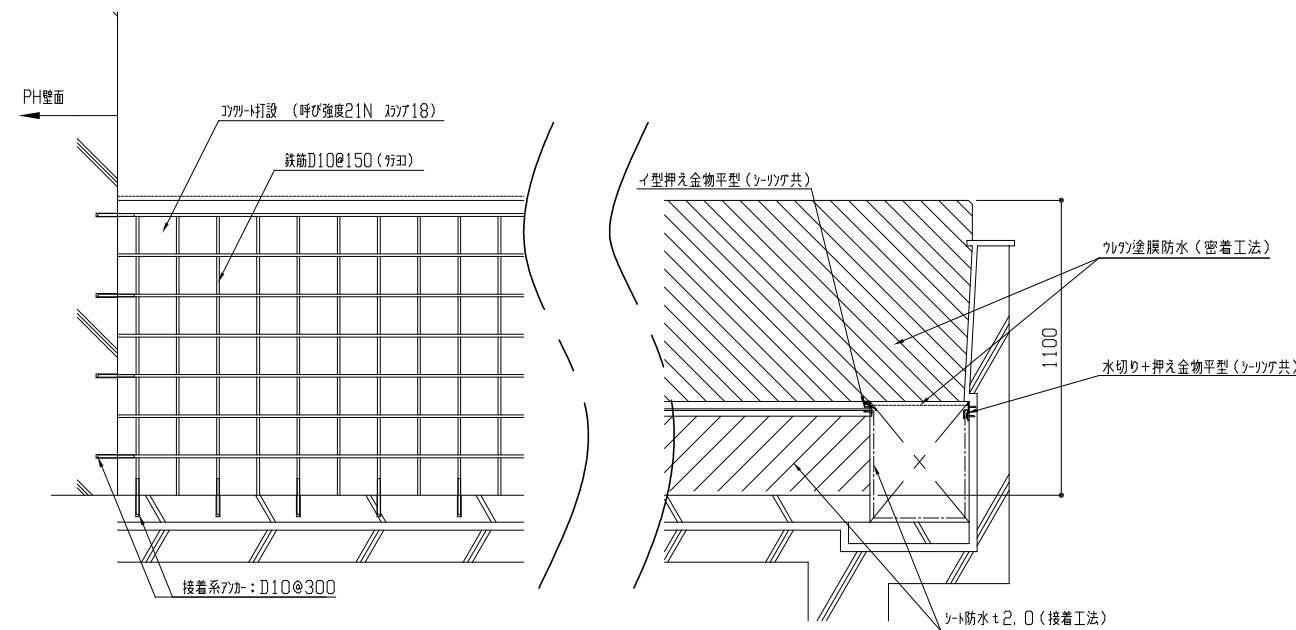 PH壁面
コンクリート打設 （呼び強度21N スランプ18）
鉄筋D10@150（タテヨコ）
イ型押え金物平型（シーリング共）
ウレタン塗膜防水（密着工法）
1100
水切り+押え金物平型（シーリング共）
接着系アンカー：D10@300
シート防水t2.0（接着工法）